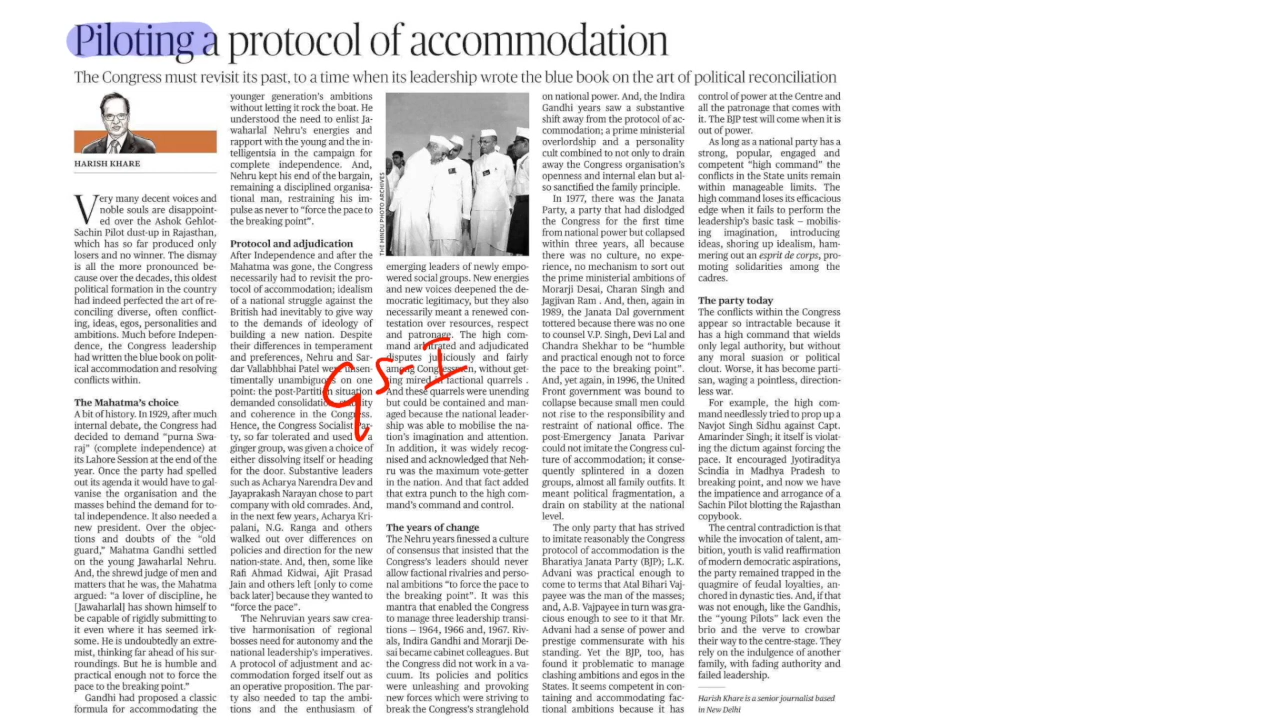 Piloting a protocol of accommodation
The Congress must revisit its past, to a time when its leadership wrote the blue book on the art of political reconciliation
HARISH KHARE
Very many decent voices and
noble souls are disappoint-
ed over the Ashok Gehlot-
Sachin Pilot dust-up in Rajasthan,
which has so far produced only
losers and no winner. The dismay
is all the more pronounced be-
cause over the decades, this oldest
political formation in the country
had indeed perfected the art of re-
conciling diverse, often conflict-
ing, ideas, egos, personalities and
ambitions. Much before Indepen-
dence, the Congress leadership
had written the blue book on polit-
ical accommodation and resolving
conflicts within.
The Mahatma's choice
A bit of history. In 1929, after much
internal debate, the Congress had
decided to demand "purna Swa-
raj" (complete independence) at
its Lahore Session at the end of the
year. Once the party had spelled
out its agenda it would have to gal-
vanise the organisation and the
masses behind the demand for to-
tal independence. It also needed a
new president. Over the objec-
tions and doubts of the "old
guard," Mahatma Gandhi settled
on the young Jawaharlal Nehru.
And, the shrewd judge of men and
matters that he was, the Mahatma
argued: "a lover of discipline, he
[Jawaharlal] has shown himself to
be capable of rigidly submitting to
it even where it has seemed irk-
some. He is undoubtedly an extre-
mist, thinking far ahead of his sur-
roundings. But he is humble and
practical enough not to force the
pace to the breaking point."
Gandhi had proposed a classic
formula for accommodating the
younger generation's ambitions
without letting it rock the boat. He
understood the need to enlist Ja-
waharlal Nehru's energies and
rapport with the young and the in-
telligentsia in the campaign for
complete independence. And,
Nehru kept his end of the bargain,
remaining a disciplined organisa-
tional man, restraining his im-
pulse as never to "force the pace to
the breaking point".
Protocol and adjudication
After Independence and after the
Mahatma was gone, the Congress
necessarily had to revisit the pro-
tocol of accommodation; idealism
of a national struggle against the
British had inevitably to give way
to the demands of ideology of
building a new nation. Despite
their differences in temperament
and preferences, Nehru and Sar-
dar Vallabhbhai Patel were unsen-
timentally unambiguous on one
point: the post-Partition situation
demanded consolidation, stability
and coherence in the Congress.
Hence, the Congress Socialist Par-
ty, so far tolerated and used as a
ginger group, was given a choice of
either dissolving itself or heading
for the door. Substantive leaders
such as Acharya Narendra Dev and
Jayaprakash Narayan chose to part
company with old comrades. And,
in the next few years, Acharya Kri-
palani, N.G. Ranga and others
walked out over differences on
policies and direction for the new
nation-state. And, then, some like
Rafi Ahmad Kidwai, Ajit Prasad
Jain and others left [only to come
back later] because they wanted to
"force the pace".
The Nehruvian years saw crea-
tive harmonisation of regional
bosses need for autonomy and the
national leadership's imperatives.
A protocol of adjustment and ac-
commodation forged itself out as
an operative proposition. The par-
ty also needed to tap the ambi-
tions and the enthusiasm of
THE HINDU PHOTO ARCHIVES
emerging leaders of newly empo-
wered social groups. New energies
and new voices deepened the de-
mocratic legitimacy, but they also
necessarily meant a renewed con-
testation over resources, respect
and patronage. The high com-
mand arbitrated and adjudicated
disputes judiciously and fairly
among Congressmen, without get-
ting mired in factional quarrels .
And these quarrels were unending
but could be contained and man-
aged because the national leader-
ship was able to mobilise the na-
tion's imagination and attention.
In addition, it was widely recog-
nised and acknowledged that Neh-
ru was the maximum vote-getter
in the nation. And that fact added
that extra punch to the high com-
mand's command and control.
The years of change
The Nehru years finessed a culture
of consensus that insisted that the
Congress's leaders should never
allow factional rivalries and perso-
nal ambitions "to force the pace to
the breaking point". It was this
mantra that enabled the Congress
to manage three leadership transi-
tions – 1964, 1966 and, 1967. Riv-
als, Indira Gandhi and Morarji De-
sai became cabinet colleagues. But
the Congress did not work in a va-
cuum. Its policies and politics
were unleashing and provoking
new forces which were striving to
break the Congress's stranglehold
on national power. And, the Indira
Gandhi years saw a substantive
shift away from the protocol of ac-
commodation; a prime ministerial
overlordship and a personality
cult combined to not only to drain
away the Congress organisation's
openness and internal elan but al-
so sanctified the family principle.
In 1977, there was the Janata
Party, a party that had dislodged
the Congress for the first time
from national power but collapsed
within three years, all because
there was no culture, no expe-
rience, no mechanism to sort out
the prime ministerial ambitions of
Morarji Desai, Charan Singh and
Jagjivan Ram . And, then, again in
1989, the Janata Dal government
tottered because there was no one
to counsel V.P. Singh, Devi Lal and
Chandra Shekhar to be "humble
and practical enough not to force
the pace to the breaking point".
And, yet again, in 1996, the United
Front government was bound to
collapse because small men could
not rise to the responsibility and
restraint of national office. The
post-Emergency Janata Parivar
could not imitate the Congress cul-
ture of accommodation; it conse-
quently splintered in a dozen
groups, almost all family outfits. It
meant political fragmentation, a
drain on stability at the national
level.
The only party that has strived
to imitate reasonably the Congress
protocol of accommodation is the
Bharatiya Janata Party (BJP); L.K.
Advani was practical enough to
come to terms that Atal Bihari Vaj-
payee was the man of the masses;
and, A.B. Vajpayee in turn was gra-
cious enough to see to it that Mr.
Advani had a sense of power and
prestige commensurate with his
standing. Yet the BJP, too, has
found it problematic to manage
clashing ambitions and egos in the
States. It seems competent in con-
taining and accommodating fac-
tional ambitions because it has
control of power at the Centre and
all the patronage that comes with
it. The BJP test will come when it is
out of power.
As long as a national party has a
strong, popular, engaged and
competent "high command" the
conflicts in the State units remain
within manageable limits. The
high command loses its efficacious
edge when it fails to perform the
leadership's basic task – mobilis-
ing imagination, introducing
ideas, shoring up idealism, ham-
mering out an esprit de corps, pro-
moting solidarities among the
cadres.
The party today
The conflicts within the Congress
appear so intractable because it
has a high command that wields
only legal authority, but without
any moral suasion or political
clout. Worse, it has become parti-
san, waging a pointless, direction-
less war.
For example, the high com-
mand needlessly tried to prop up a
Navjot Singh Sidhu against Capt.
Amarinder Singh; it itself is violat-
ing the dictum against forcing the
pace. It encouraged Jyotiraditya
Scindia in Madhya Pradesh to
breaking point, and now we have
the impatience and arrogance of a
Sachin Pilot blotting the Rajasthan
copybook.
The central contradiction is that
while the invocation of talent, am-
bition, youth is valid reaffirmation
of modern democratic aspirations,
the party remained trapped in the
quagmire of feudal loyalties, an-
chored in dynastic ties. And, if that
was not enough, like the Gandhis,
the "young Pilots" lack even the
brio and the verve to crowbar
their way to the centre-stage. They
rely on the indulgence of another
family, with fading authority and
failed leadership.
Harish Khare is a senior journalist based
in New Delhi
GS-I